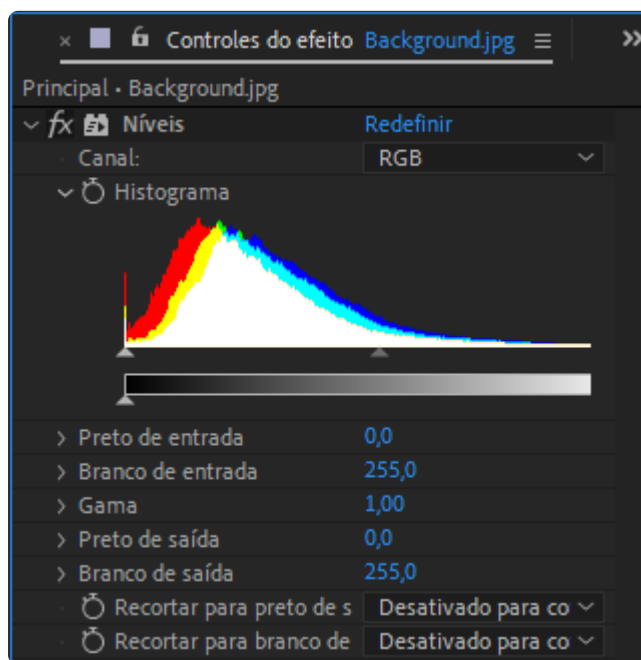 Controles do efeito Background.jpg
Principal • Background.jpg
fx Níveis Redefinir
Canal: RGB
Histograma
Preto de entrada 0,0
Branco de entrada 255,0
Gama 1,00
Preto de saída 0,0
Branco de saída 255,0
Recortar para preto de s Desativado para co
Recortar para branco de Desativado para co